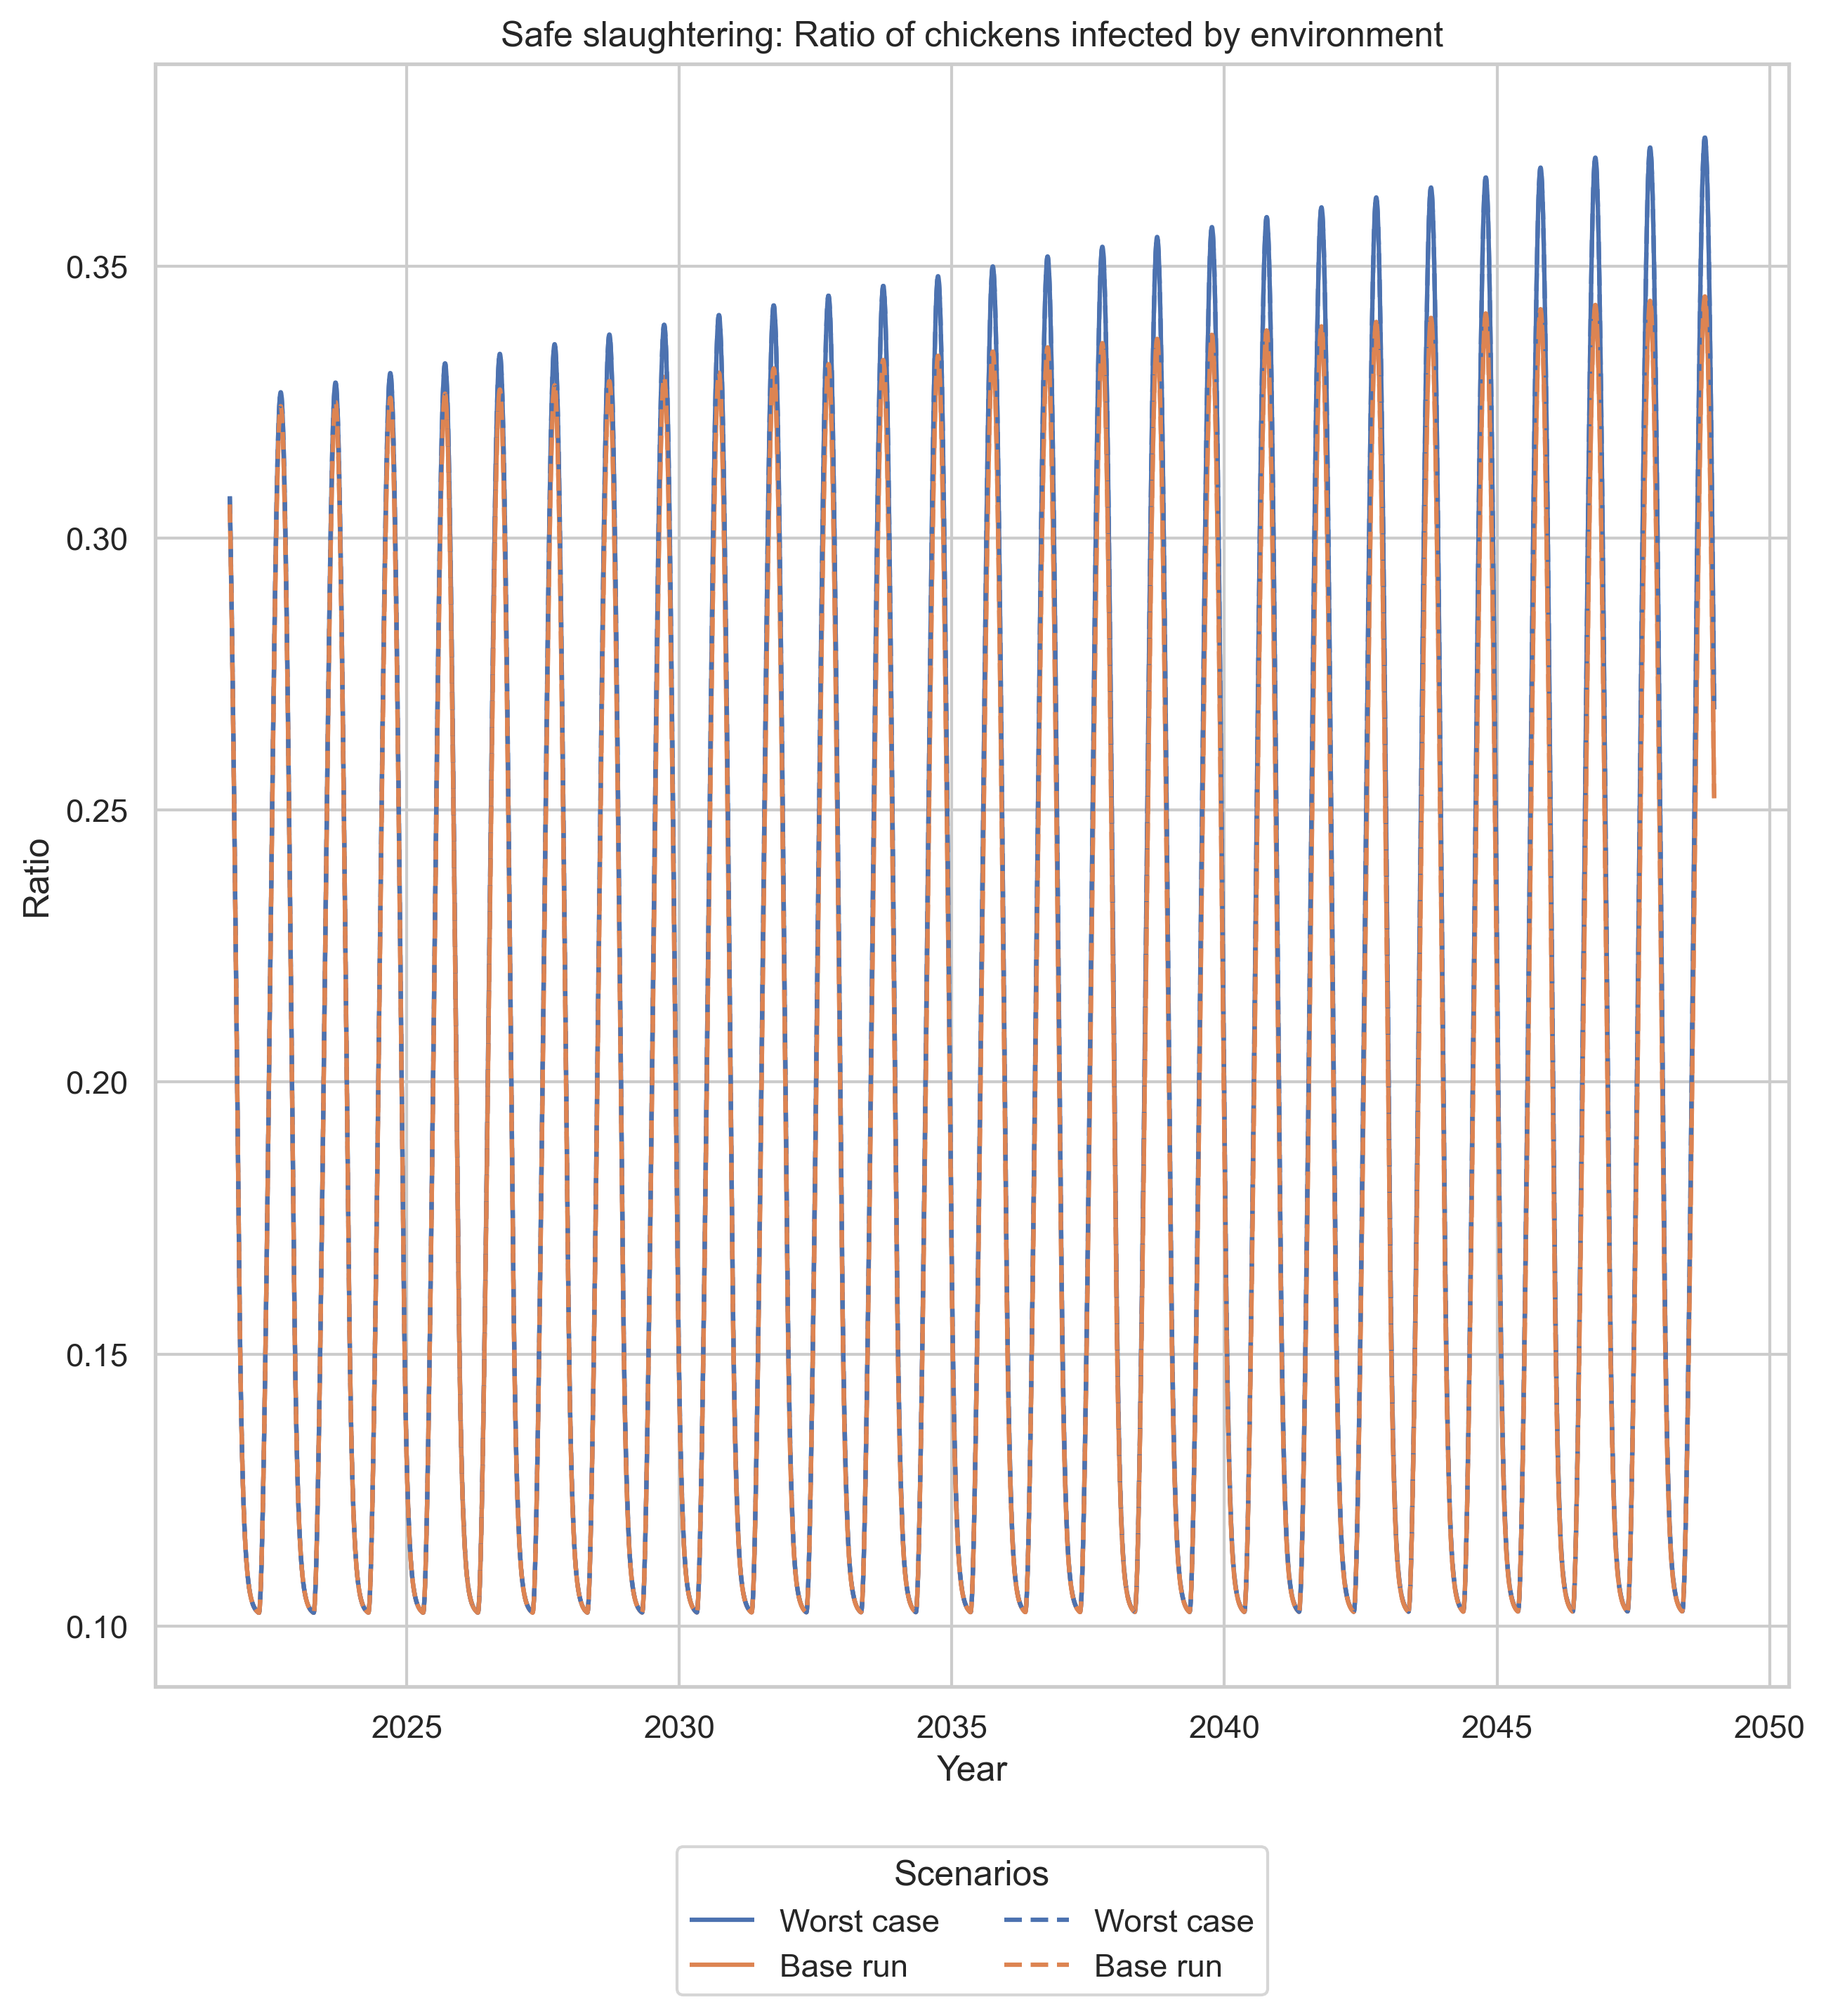 Safe slaughtering: Ratio of chickens infected by environment
0.35
0.30
0.25
0.20
0.15
0.10
Ratio
2025 2030 2035 2040 2045 2050
Year
Scenarios
Worst case Worst case
Base run Base run